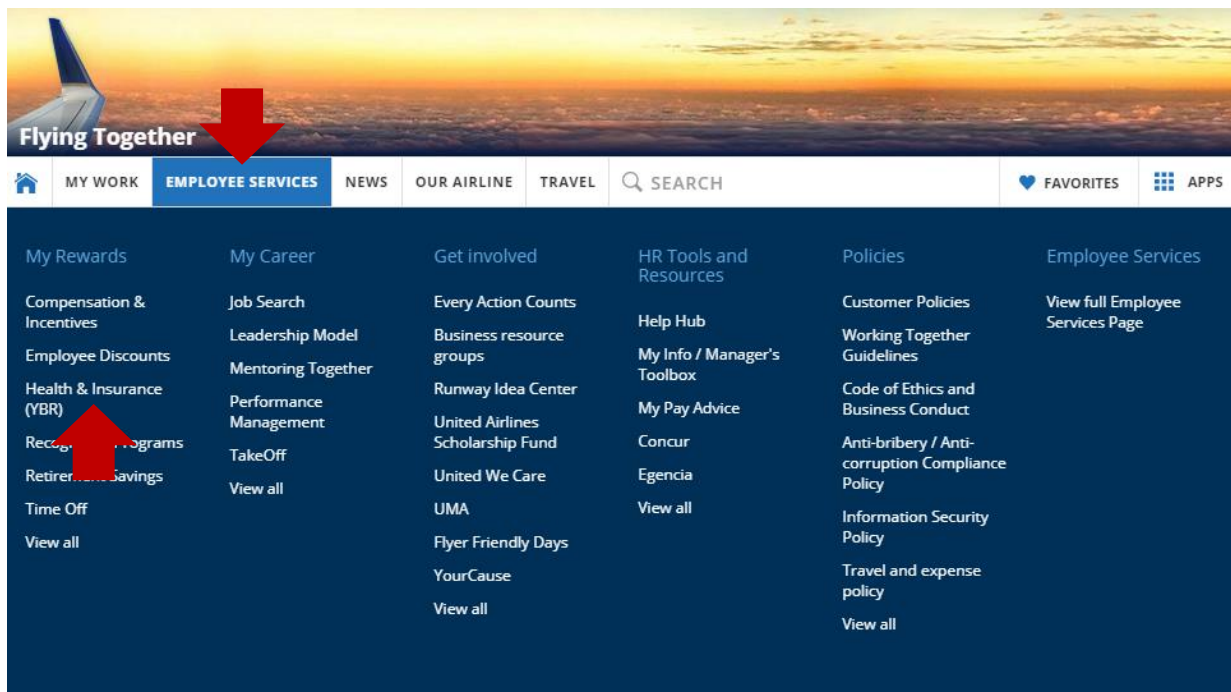 Flying Together
MY WORK
EMPLOYEE SERVICES
NEWS
OUR AIRLINE
TRAVEL
SEARCH
FAVORITES
APPS
My Rewards
Compensation &
Incentives
Employee Discounts
Health & Insurance
(YBR)
Programs
Savings
Time Off
View all
My Career
Job Search
Leadership Model
Mentoring Together
Performance
Management
TakeOff
View all
Get involved
Every Action Counts
Business resource
groups
Runway Idea Center
United Airlines
Scholarship Fund
United We Care
UMA
Flyer Friendly Days
YourCause
View all
HR Tools and
Resources
Help Hub
My Info / Manager's
Toolbox
My Pay Advice
Concur
Egencia
View all
Policies
Customer Policies
Working Together
Guidelines
Code of Ethics and
Business Conduct
Anti-bribery / Anti-
corruption Compliance
Policy
Information Security
Policy
Travel and expense
policy
View all
Employee Services
View full Employee
Services Page